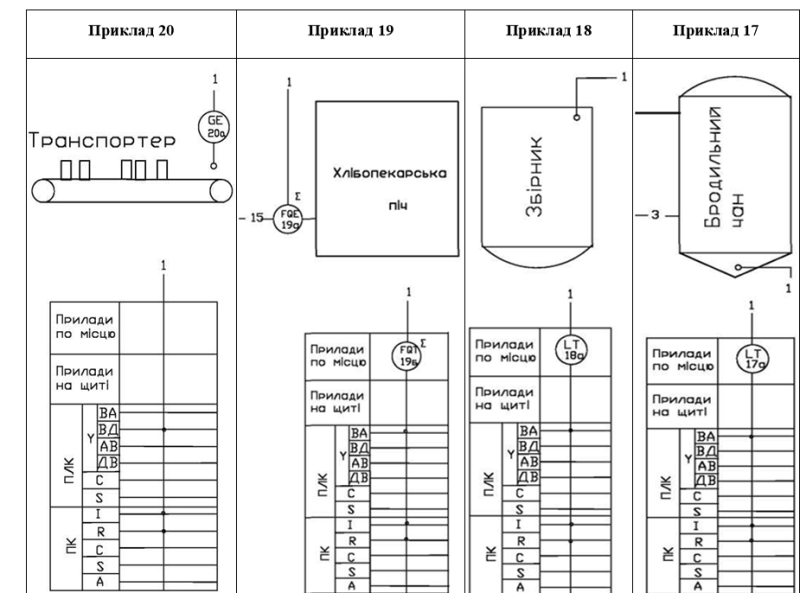 Приклад 20
Приклад 19
Приклад 18
Приклад 17
1
GE
20а
Транспортер
1
Прилади
по місцю
Прилади
на щиті
ПЛК
У
ВА
ВД
АВ
ДВ
С
S
ПК
I
R
C
S
A
1
Σ
15
FQE
19а
Хлібопекарська
піч
1
Прилади
по місцю
FQT
19б
Σ
Прилади
на щиті
ПЛК
У
ВА
ВД
АВ
ДВ
С
S
ПК
I
R
C
S
A
1
Збірник
1
Прилади
по місцю
LT
18а
Прилади
на щиті
ПЛК
У
ВА
ВД
АВ
ДВ
С
S
ПК
I
R
C
S
A
3
Бродильний
чан
1
1
Прилади
по місцю
LT
17а
Прилади
на щиті
ПЛК
У
ВА
ВД
АВ
ДВ
С
S
ПК
I
R
C
S
A